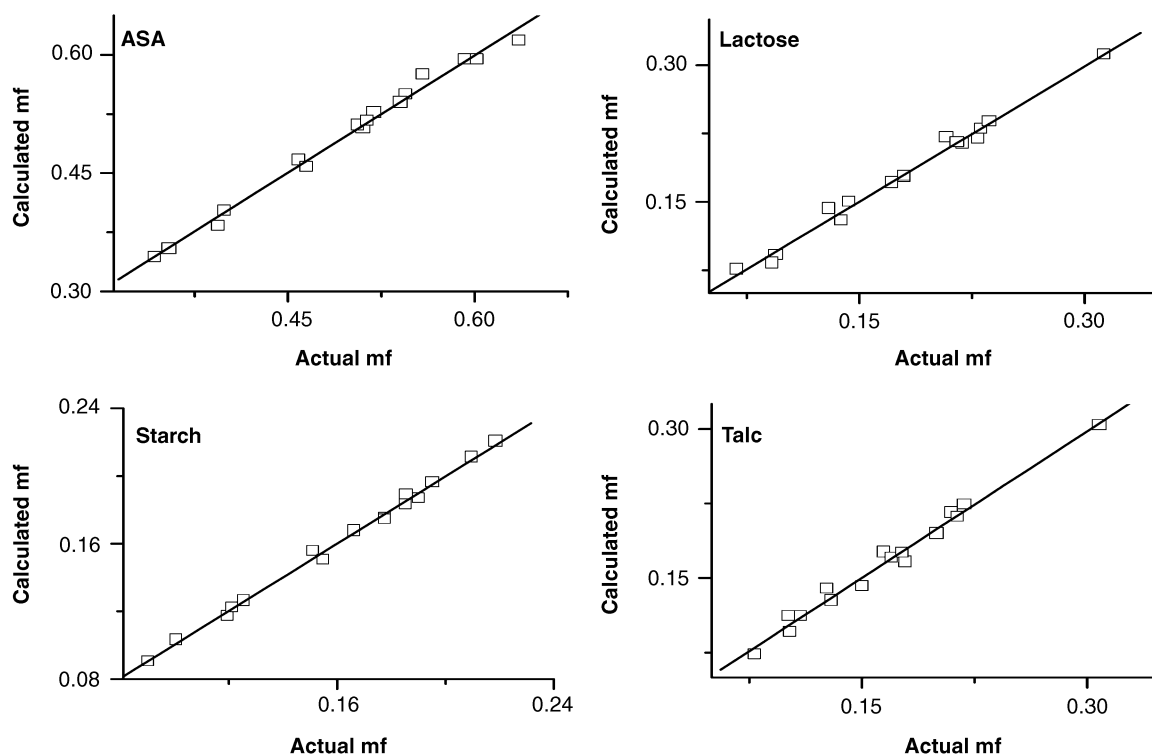 ASA
0.60
0.45
0.30
Calculated mf
0.45
0.60
Actual mf
Lactose
0.30
0.15
Calculated mf
0.15
0.30
Actual mf
Starch
0.24
0.16
0.08
Calculated mf
0.16
0.24
Actual mf
Talc
0.30
0.15
Calculated mf
0.15
0.30
Actual mf